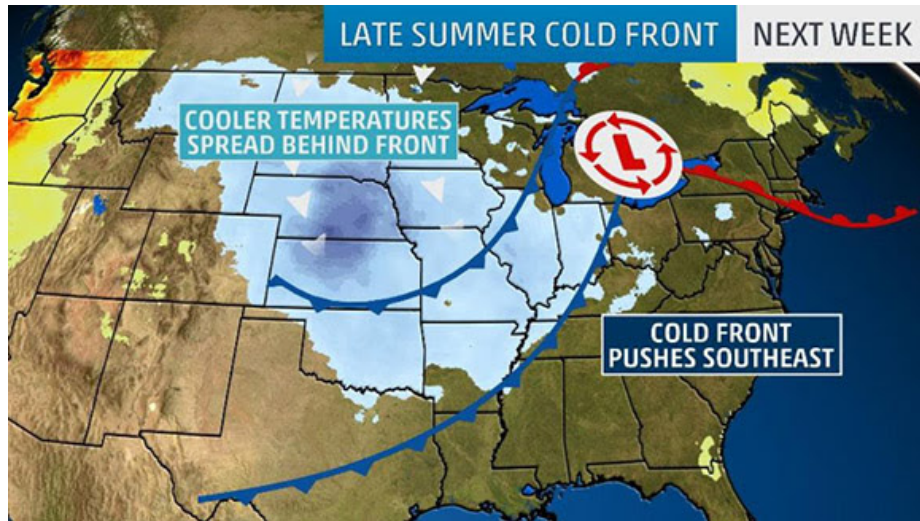 LATE SUMMER COLD FRONT
NEXT WEEK
COOLER TEMPERATURES
SPREAD BEHIND FRONT
L
COLD FRONT
PUSHES SOUTHEAST